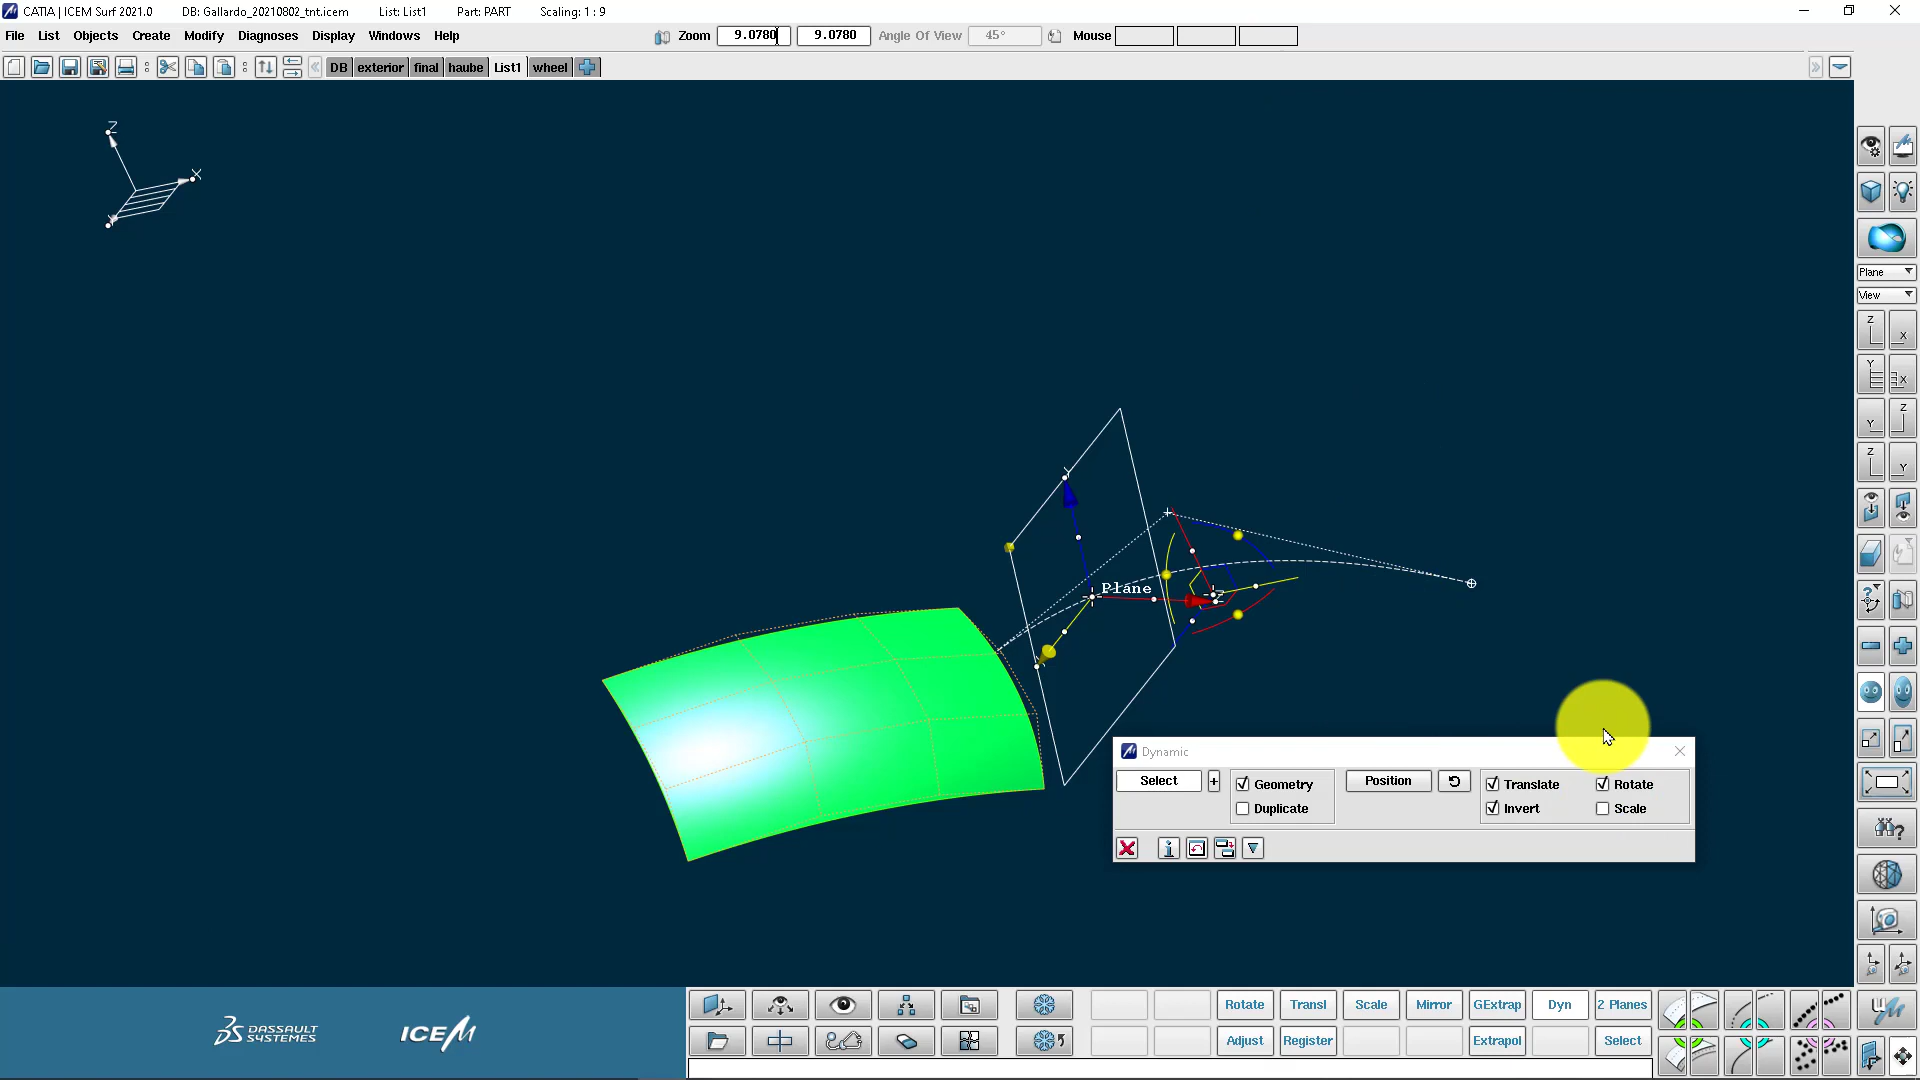 CATIA | ICEM Surf 2021.0 DB: Gallardo_20210802_tnt.icem List: List1 Part: PART Scaling: 1 : 9
File List Objects Create Modify Diagnoses Display Windows Help Zoom 9.0780 9.0780 Angle Of View 45° Mouse
DB exterior final haube List1 wheel
Z
X
Y
Plane
View
Z X
Y X
Y Z
Z Y
Y
Plane
X
Dynamic
Select + Geometry Position Translate Rotate
Duplicate Invert Scale
Rotate Transl Scale Mirror GExtrap Dyn 2 Planes
DASSAULT SYSTEMES ICEM
Adjust Register Extrapol Select